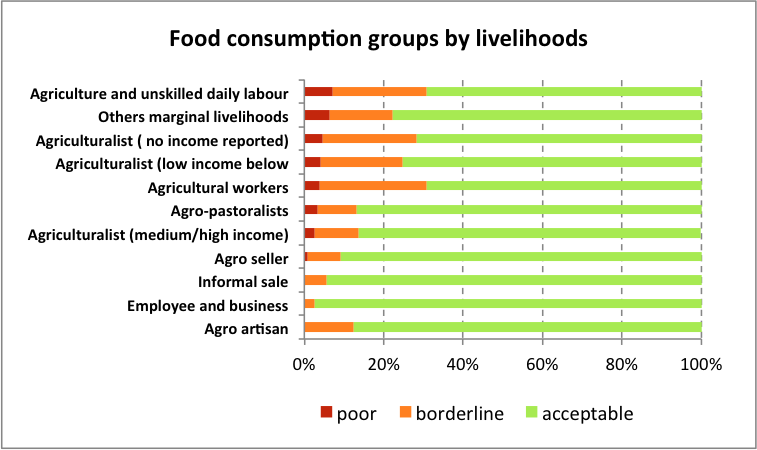 Food consumption groups by livelihoods
Agriculture and unskilled daily labour
Others marginal livelihoods
Agriculturalist ( no income reported)
Agriculturalist (low income below
Agricultural workers
Agro-pastoralists
Agriculturalist (medium/high income)
Agro seller
Informal sale
Employee and business
Agro artisan
0% 20% 40% 60% 80% 100%
poor borderline acceptable